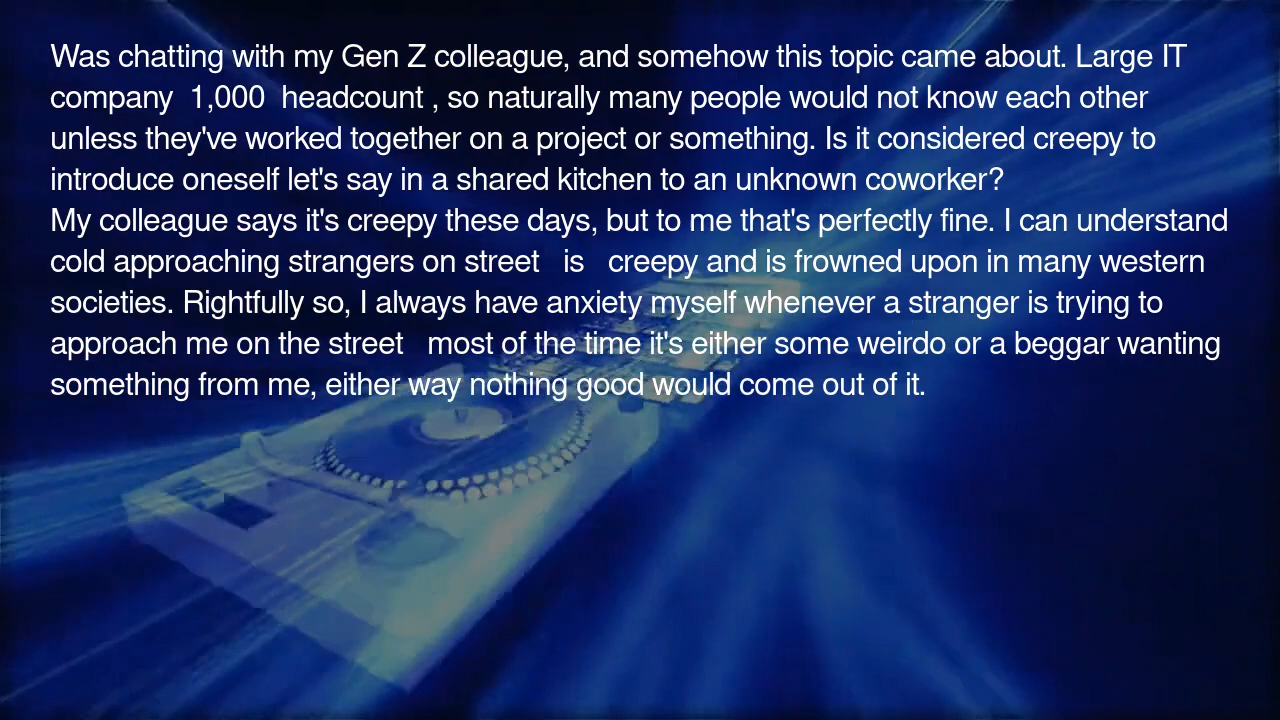 Was chatting with my Gen Z colleague, and somehow this topic came about. Large IT
company  1,000  headcount , so naturally many people would not know each other
unless they've worked together on a project or something. Is it considered creepy to
introduce oneself let's say in a shared kitchen to an unknown coworker?
My colleague says it's creepy these days, but to me that's perfectly fine. I can understand
cold approaching strangers on street   is   creepy and is frowned upon in many western
societies. Rightfully so, I always have anxiety myself whenever a stranger is trying to
approach me on the street   most of the time it's either some weirdo or a beggar wanting
something from me, either way nothing good would come out of it.